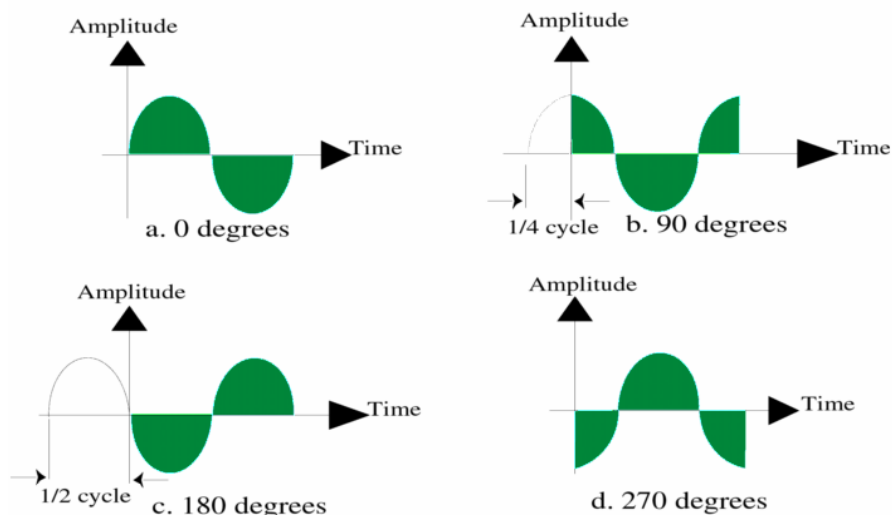 Amplitude
Time
a. 0 degrees
Amplitude
Time
1/4 cycle
b. 90 degrees
Amplitude
Time
1/2 cycle
c. 180 degrees
Amplitude
Time
d. 270 degrees